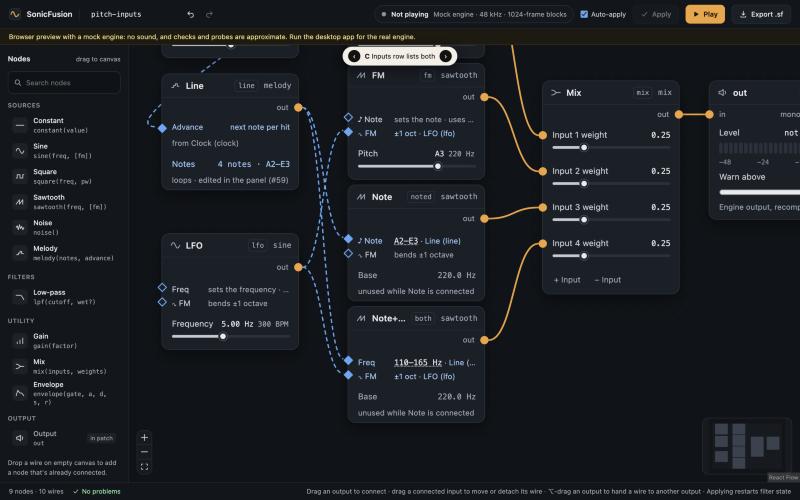 SonicFusion
pitch-inputs
Not playing Mock engine · 48 kHz · 1024-frame blocks
Auto-apply
Apply
Play
Export .sf
Browser preview with a mock engine: no sound, and checks and probes are approximate. Run the desktop app for the real engine.
Nodes
drag to canvas
Search nodes
SOURCES
Constant
constant(value)
Sine
sine(freq, [fm])
Square
square(freq, pw)
Sawtooth
sawtooth(freq, [fm])
Noise
noise()
Melody
melody(notes, advance)
FILTERS
Low-pass
lpf(cutoff, wet?)
UTILITY
Gain
gain(factor)
Mix
mix(inputs, weights)
Envelope
envelope(gate, a, d, s, r)
OUTPUT
Output
out
in patch
Drop a wire on empty canvas to add a node that's already connected.
C Inputs row lists both
Line
line melody
out
Advance
next note per hit
from Clock (clock)
Notes
4 notes · A2–E3
loops · edited in the panel (#59)
LFO
lfo sine
out
Freq
sets the frequency · ...
FM
bends ±1 octave
Frequency
5.00 Hz 300 BPM
FM
fm sawtooth
out
Note
sets the note · uses ...
FM
±1 oct · LFO (lfo)
Pitch
A3 220 Hz
Note
noted sawtooth
out
Note
A2–E3 · Line (line)
FM
bends ±1 octave
Base
220.0 Hz
unused while Note is connected
Note+...
both sawtooth
out
Freq
110–165 Hz · Line (...
FM
±1 oct · LFO (lfo)
Base
220.0 Hz
unused while Note is connected
Mix
mix mix
out
Input 1 weight
0.25
Input 2 weight
0.25
Input 3 weight
0.25
Input 4 weight
0.25
+ Input
− Input
out
in
mono
Level
not
−48
−24
Warn above
Engine output, recomp
React Flow
9 nodes · 10 wires
No problems
Drag an output to connect · drag a connected input to move or detach its wire · ⌥-drag an output to hand a wire to another output · Applying restarts filter state